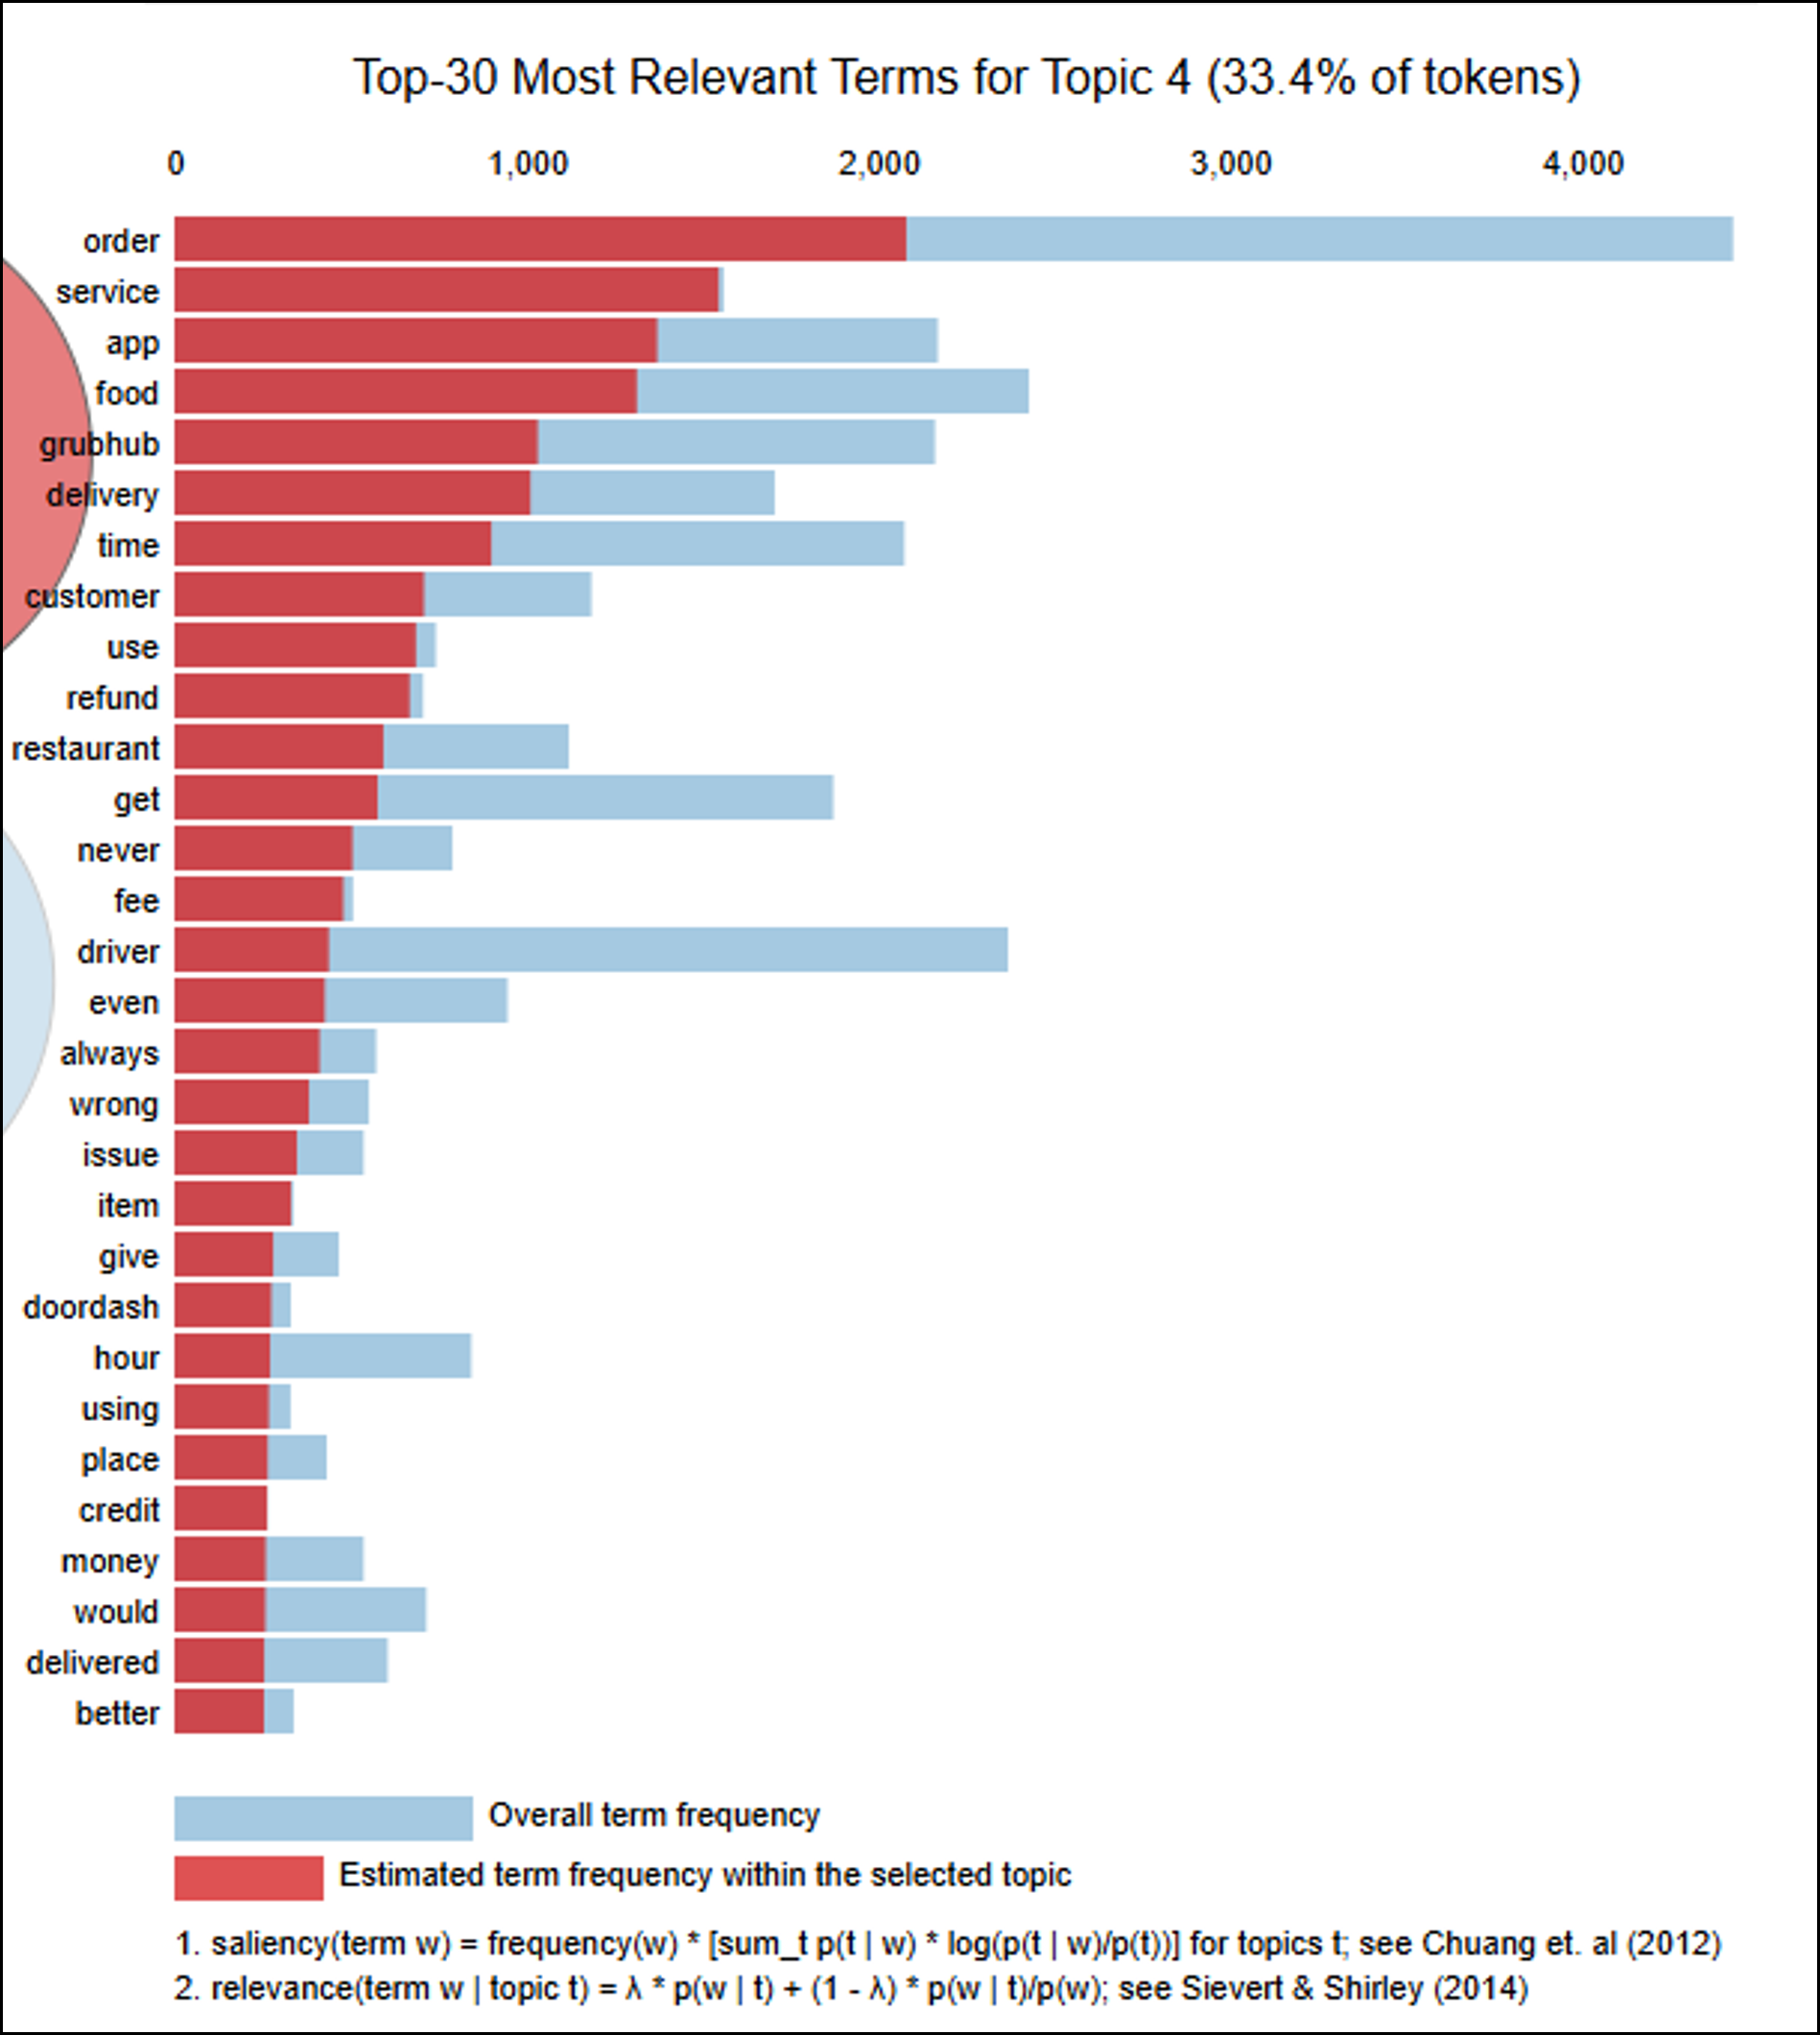 Top-30 Most Relevant Terms for Topic 4 (33.4% of tokens)
0 1,000 2,000 3,000 4,000
order
service
app
food
grubhub
delivery
time
customer
use
refund
restaurant
get
never
fee
driver
even
always
wrong
issue
item
give
doordash
hour
using
place
credit
money
would
delivered
better
Overall term frequency
Estimated term frequency within the selected topic
1. saliency(term w) = frequency(w) * [sum_t p(t | w) * log(p(t | w)/p(t))] for topics t; see Chuang et. al (2012)
2. relevance(term w | topic t) = λ * p(w | t) + (1 - λ) * p(w | t)/p(w); see Sievert & Shirley (2014)